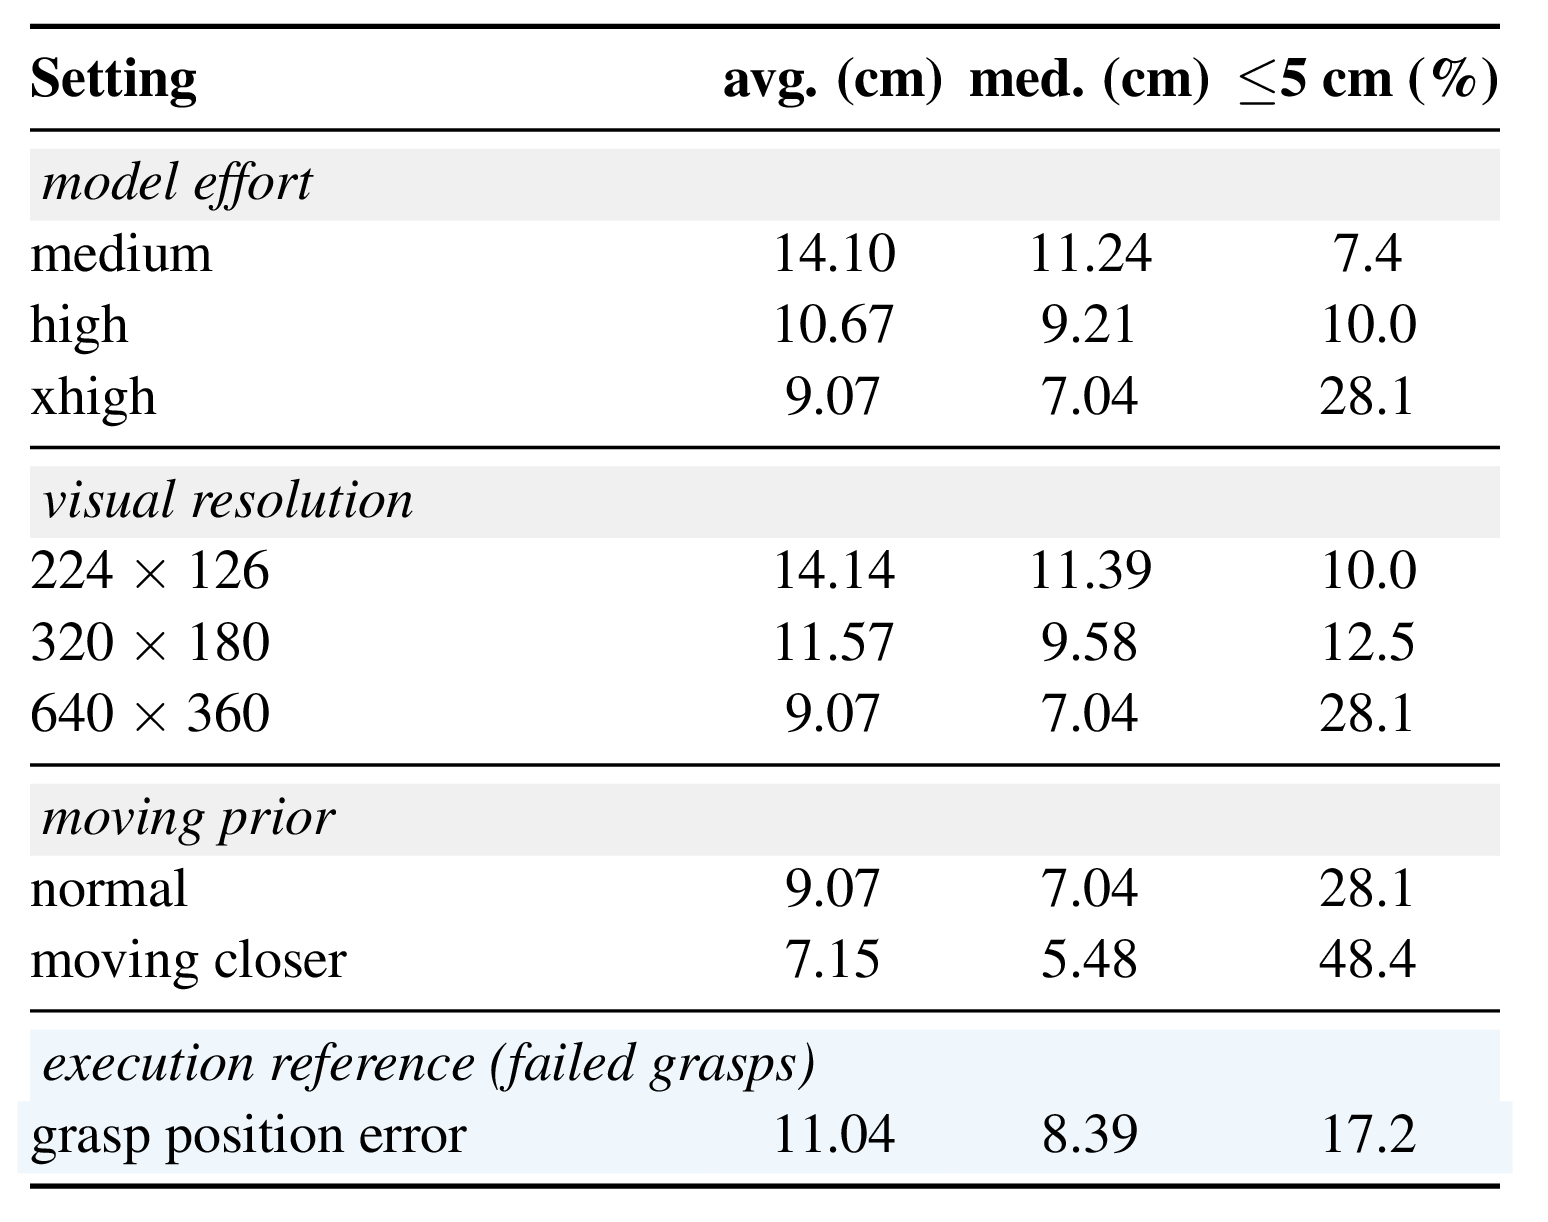 Setting avg. (cm) med. (cm) ≤5 cm (%)
model effort
medium 14.10 11.24 7.4
high 10.67 9.21 10.0
xhigh 9.07 7.04 28.1
visual resolution
224 × 126 14.14 11.39 10.0
320 × 180 11.57 9.58 12.5
640 × 360 9.07 7.04 28.1
moving prior
normal 9.07 7.04 28.1
moving closer 7.15 5.48 48.4
execution reference (failed grasps)
grasp position error 11.04 8.39 17.2